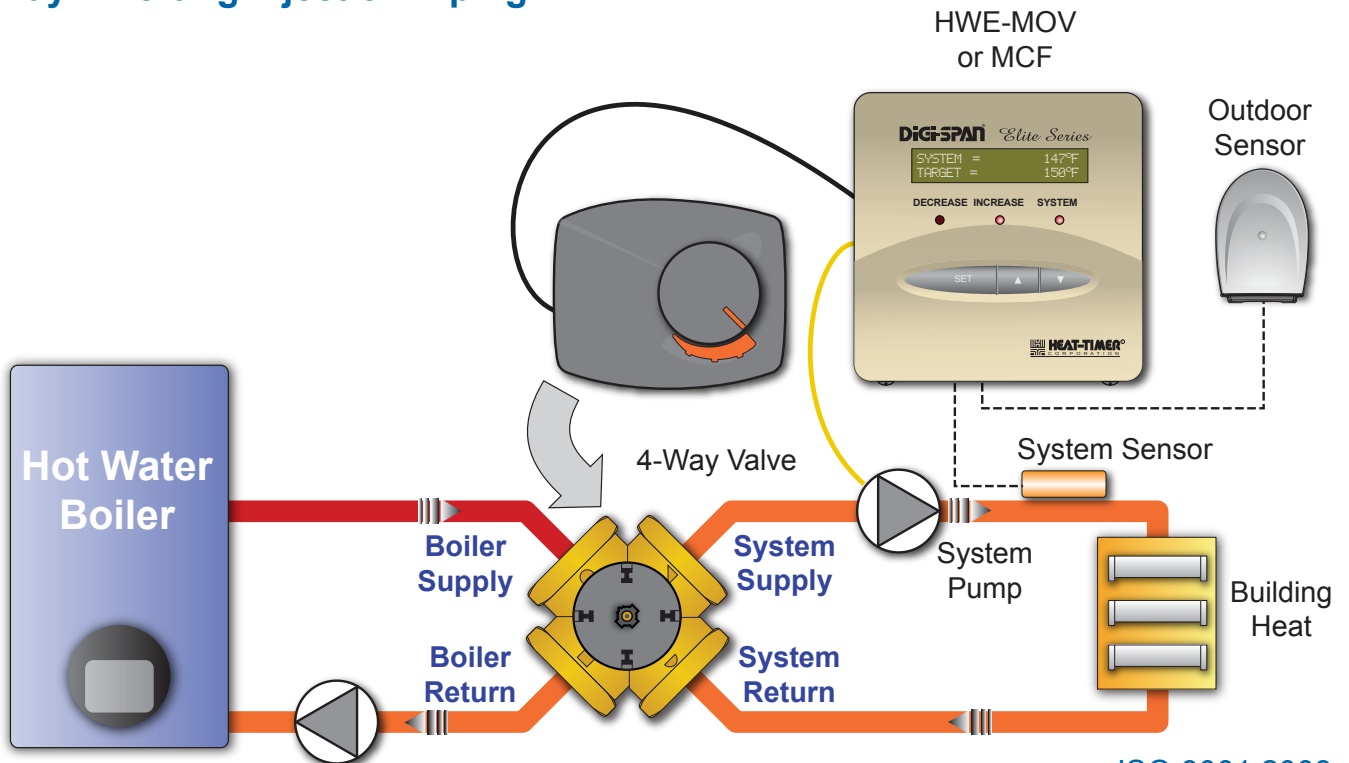 HWE-MOV
or MCF
Outdoor
Sensor
DiGi-SPAN® Elite Series
SYSTEM = 147°F
TARGET = 150°F
DECREASE INCREASE SYSTEM
SET
HEAT-TIMER®
CORPORATION
4-Way Valve
System Sensor
Hot Water
Boiler
Boiler
Supply
System
Supply
System
Pump
Building
Heat
Boiler
Return
System
Return